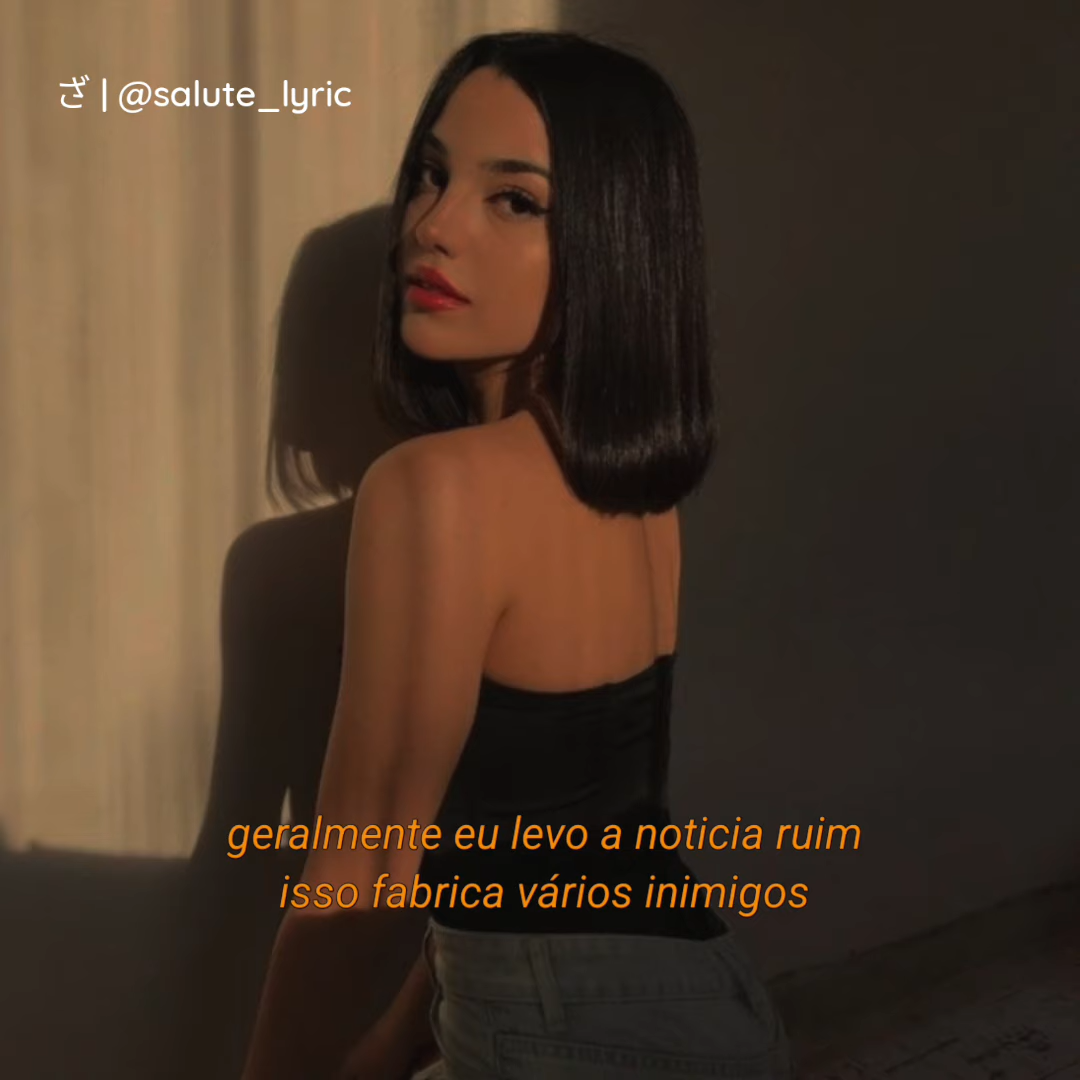 ざ | @salute_lyric
geralmente eu levo a noticia ruim
isso fabrica vários inimigos